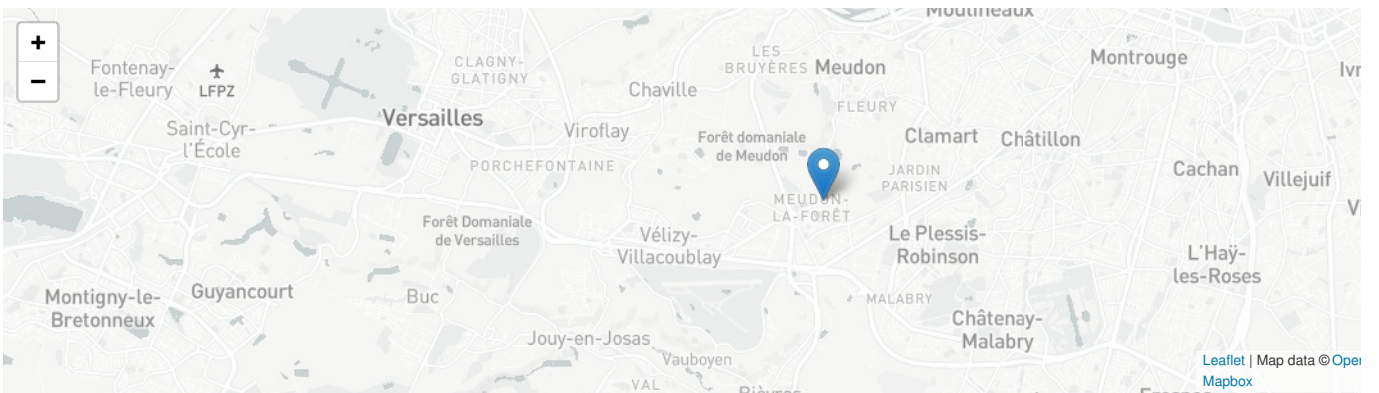 +
−
Fontenay-
le-Fleury
LFPZ
CLAGNY-
GLATIGNY
Versailles
Saint-Cyr-
l'École
Viroflay
Chaville
PORCHEFONTAINE
LES
BRUYÈRES
Meudon
FLEURY
Forêt domaniale
de Meudon
Clamart
Châtillon
Montrouge
JARDIN
PARISIEN
Cachan
Villejuif
MEUDON-
LA-FORÊT
Forêt Domaniale
de Versailles
Vélizy-
Villacoublay
Le Plessis-
Robinson
L'Haÿ-
les-Roses
Montigny-le-
Bretonneux
Guyancourt
Buc
MALABRY
Châtenay-
Malabry
Jouy-en-Josas
Vauboyen
VAL
Leaflet | Map data © Open
Mapbox